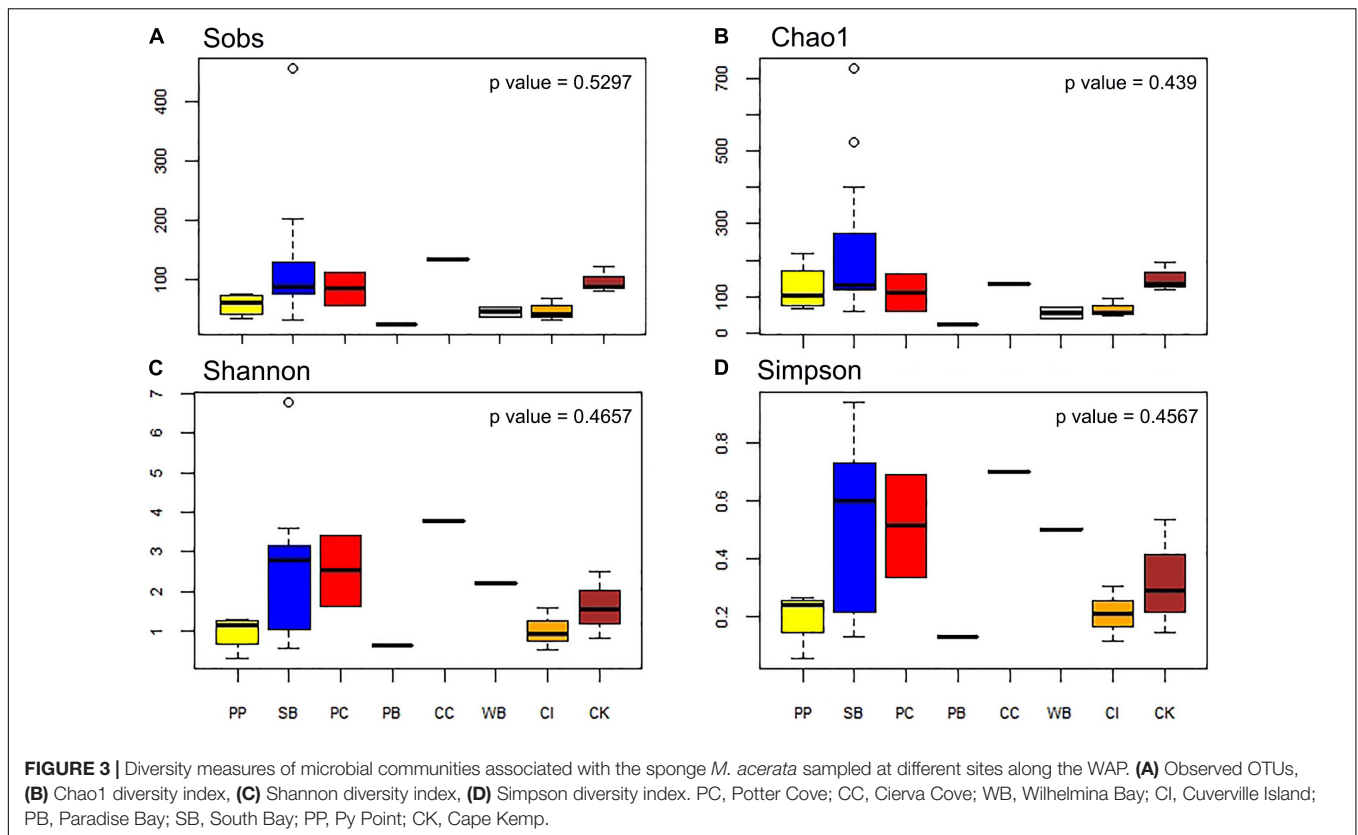 A Sobs
p value = 0.5297
400
300
200
100
B Chao1
p value = 0.439
700
500
300
100
0
C Shannon
p value = 0.4657
7
6
5
4
3
2
1
PP SB PC PB CC WB CI CK
D Simpson
p value = 0.4567
0.8
0.6
0.4
0.2
PP SB PC PB CC WB CI CK
FIGURE 3 | Diversity measures of microbial communities associated with the sponge M. acerata sampled at different sites along the WAP. (A) Observed OTUs,
(B) Chao1 diversity index, (C) Shannon diversity index, (D) Simpson diversity index. PC, Potter Cove; CC, Cierva Cove; WB, Wilhelmina Bay; CI, Cuverville Island;
PB, Paradise Bay; SB, South Bay; PP, Py Point; CK, Cape Kemp.